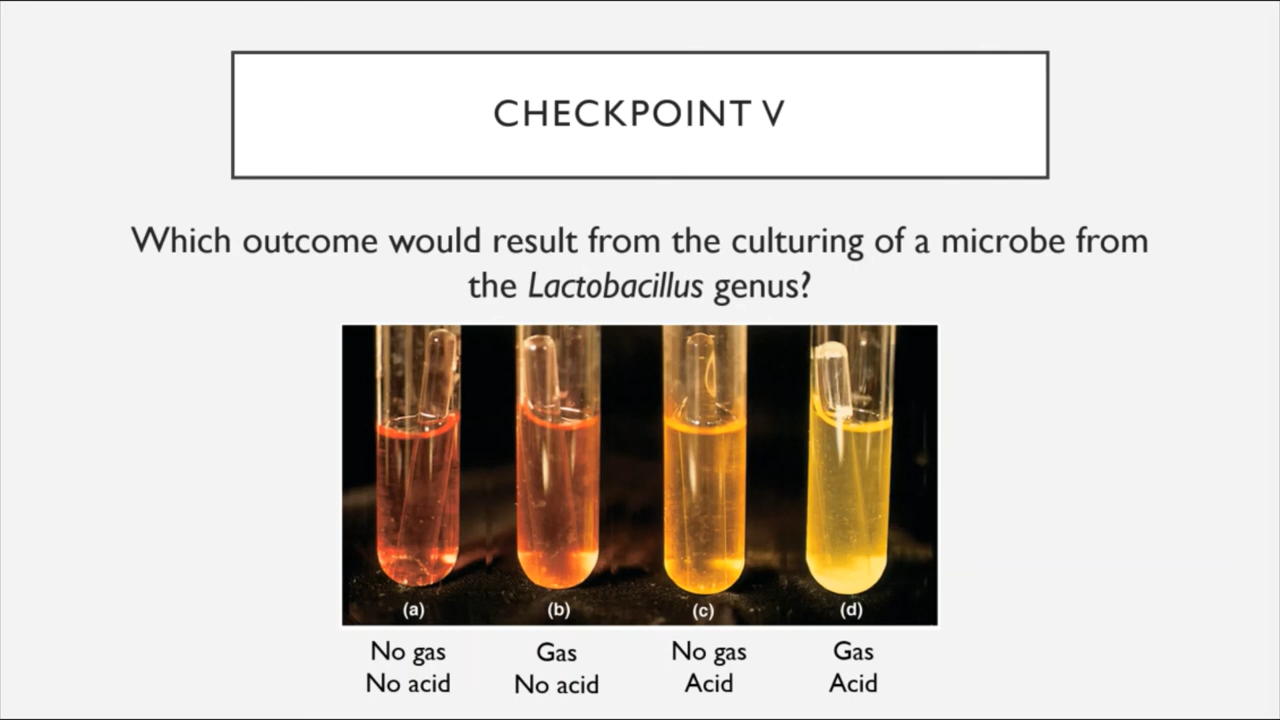 CHECKPOINT V
Which outcome would result from the culturing of a microbe from
the Lactobacillus genus?
(a) (b) (c) (d)
No gas Gas No gas Gas
No acid No acid Acid Acid